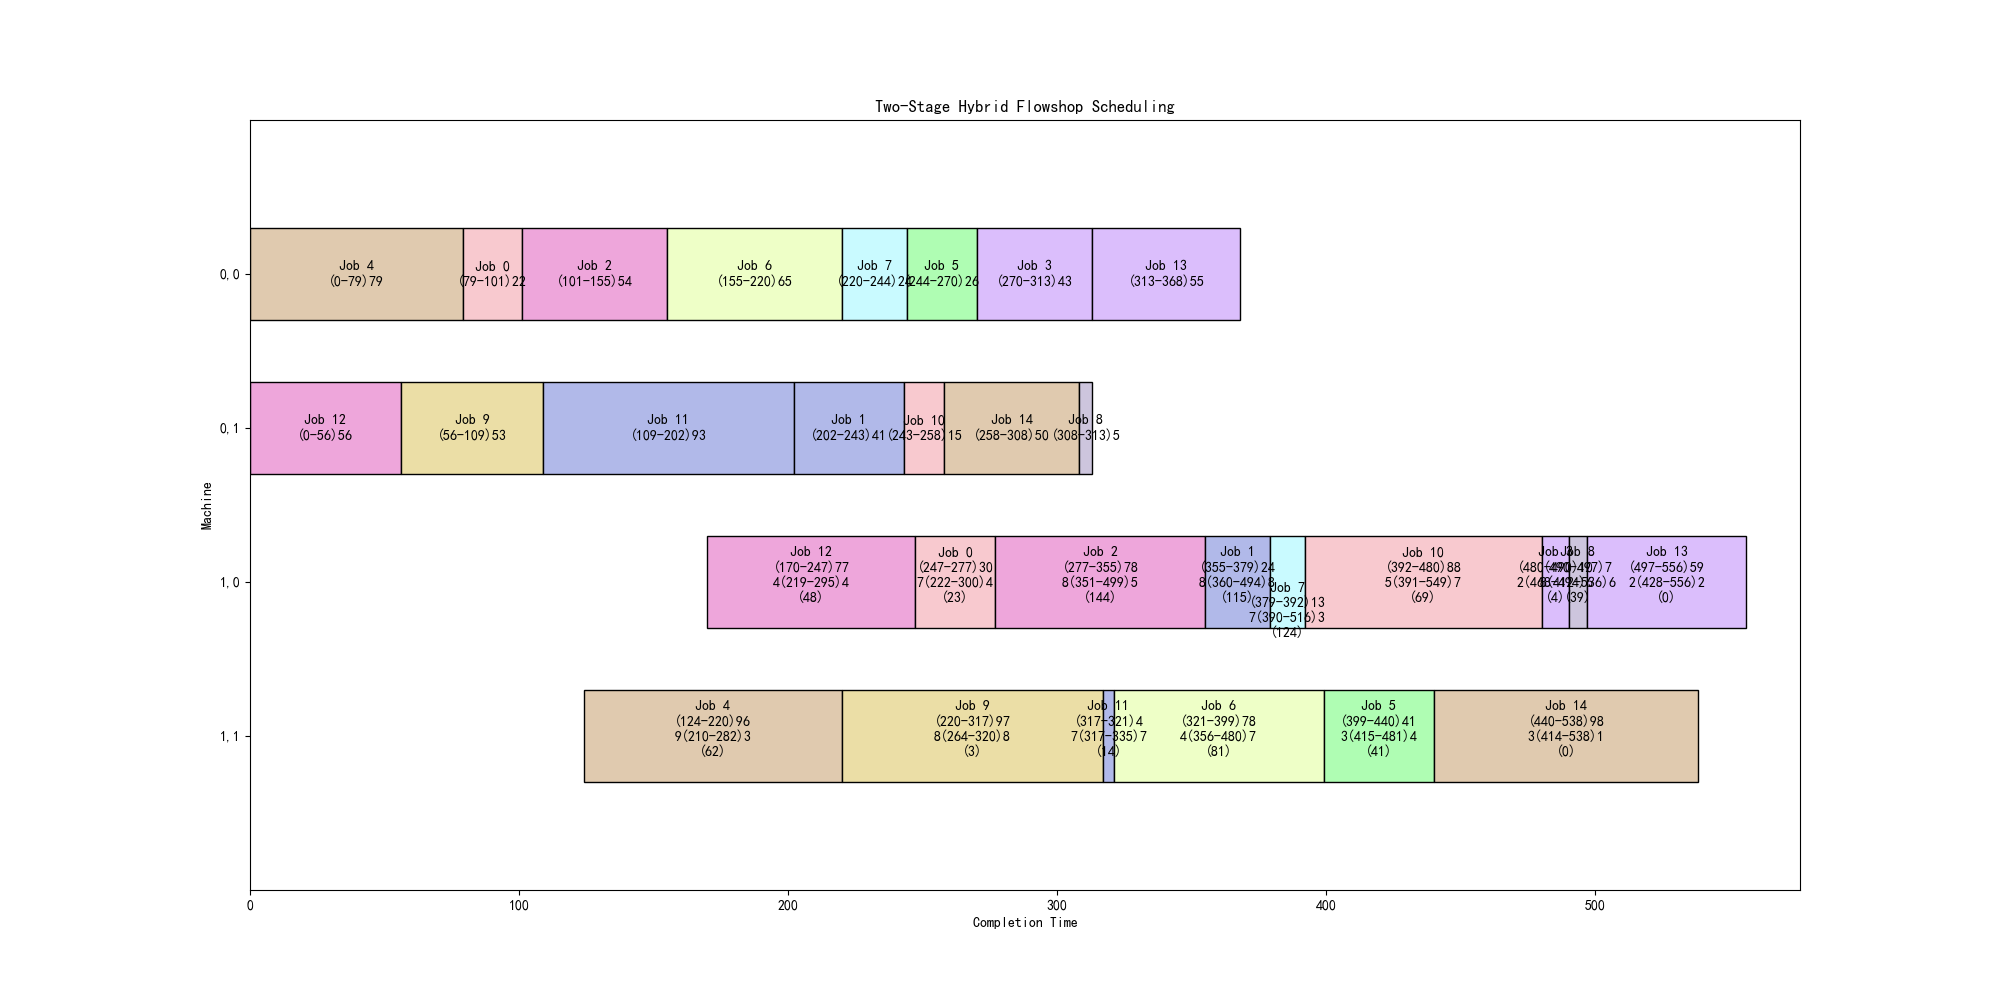 Two-Stage Hybrid Flowshop Scheduling
0,0
Job 4
(0-79)79
Job 0
(79-101)22
Job 2
(101-155)54
Job 6
(155-220)65
Job 7
(220-244)24
Job 5
(244-270)26
Job 3
(270-313)43
Job 13
(313-368)55
0,1
Job 12
(0-56)56
Job 9
(56-109)53
Job 11
(109-202)93
Job 1
(202-243)41
Job 10
(243-258)15
Job 14
(258-308)50
Job 8
(308-313)5
Machine
1,0
Job 12
(170-247)77
4(219-295)4
(48)
Job 0
(247-277)30
7(222-300)4
(23)
Job 2
(277-355)78
8(351-499)5
(144)
Job 1
(355-379)24
8(360-494)8
(115)
Job 7
(379-392)13
7(390-516)3
(124)
Job 10
(392-480)88
5(391-549)7
(69)
Job 3
(480-490)10
(4)
Job 8
(490-497)7
(39)
Job 13
(497-556)59
2(428-556)2
(0)
1,1
Job 4
(124-220)96
9(210-282)3
(62)
Job 9
(220-317)97
8(264-320)8
(3)
Job 11
(317-321)4
7(317-335)7
(14)
Job 6
(321-399)78
4(356-480)7
(81)
Job 5
(399-440)41
3(415-481)4
(41)
Job 14
(440-538)98
3(414-538)1
(0)
0
100
200
300
400
500
Completion Time